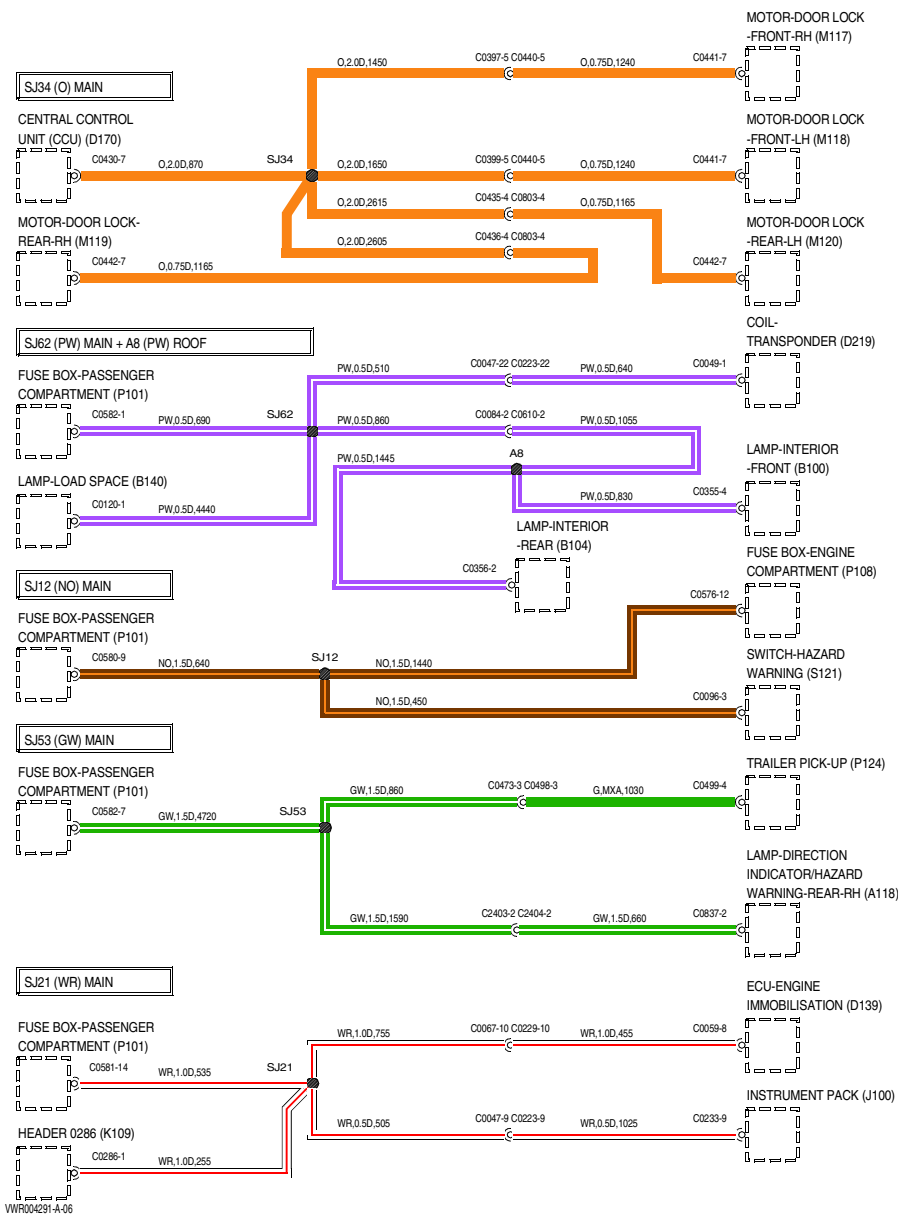 MOTOR-DOOR LOCK
-FRONT-RH (M117)
O,2.0D,1450
C0397-5 C0440-5
O,0.75D,1240
C0441-7
SJ34 (O) MAIN
CENTRAL CONTROL
UNIT (CCU) (D170)
C0430-7
O,2.0D,870
SJ34
O,2.0D,1650
C0399-5 C0440-5
O,0.75D,1240
C0441-7
MOTOR-DOOR LOCK
-FRONT-LH (M118)
O,2.0D,2615
C0435-4 C0803-4
O,0.75D,1165
MOTOR-DOOR LOCK-
REAR-RH (M119)
C0442-7
O,0.75D,1165
O,2.0D,2605
C0436-4 C0803-4
C0442-7
MOTOR-DOOR LOCK
-REAR-LH (M120)
SJ62 (PW) MAIN + A8 (PW) ROOF
COIL-
TRANSPONDER (D219)
PW,0.5D,510
C0047-22 C0223-22
PW,0.5D,640
C0049-1
FUSE BOX-PASSENGER
COMPARTMENT (P101)
C0582-1
PW,0.5D,690
SJ62
PW,0.5D,860
C0084-2 C0610-2
PW,0.5D,1055
LAMP-INTERIOR
-FRONT (B100)
PW,0.5D,1445
A8
PW,0.5D,830
C0355-4
LAMP-LOAD SPACE (B140)
C0120-1
PW,0.5D,4440
LAMP-INTERIOR
-REAR (B104)
C0356-2
SJ12 (NO) MAIN
FUSE BOX-ENGINE
COMPARTMENT (P108)
C0576-12
FUSE BOX-PASSENGER
COMPARTMENT (P101)
C0580-9
NO,1.5D,640
SJ12
NO,1.5D,1440
SWITCH-HAZARD
WARNING (S121)
NO,1.5D,450
C0096-3
SJ53 (GW) MAIN
FUSE BOX-PASSENGER
COMPARTMENT (P101)
C0582-7
GW,1.5D,4720
SJ53
GW,1.5D,860
C0473-3 C0498-3
G,MXA,1030
C0499-4
TRAILER PICK-UP (P124)
LAMP-DIRECTION
INDICATOR/HAZARD
WARNING-REAR-RH (A118)
GW,1.5D,1590
C2403-2 C2404-2
GW,1.5D,660
C0837-2
SJ21 (WR) MAIN
ECU-ENGINE
IMMOBILISATION (D139)
FUSE BOX-PASSENGER
COMPARTMENT (P101)
C0581-14
WR,1.0D,535
SJ21
WR,1.0D,755
C0067-10 C0229-10
WR,1.0D,455
C0059-8
INSTRUMENT PACK (J100)
WR,0.5D,505
C0047-9 C0223-9
WR,0.5D,1025
C0233-9
HEADER 0286 (K109)
C0286-1
WR,1.0D,255
VWR004291-A-06